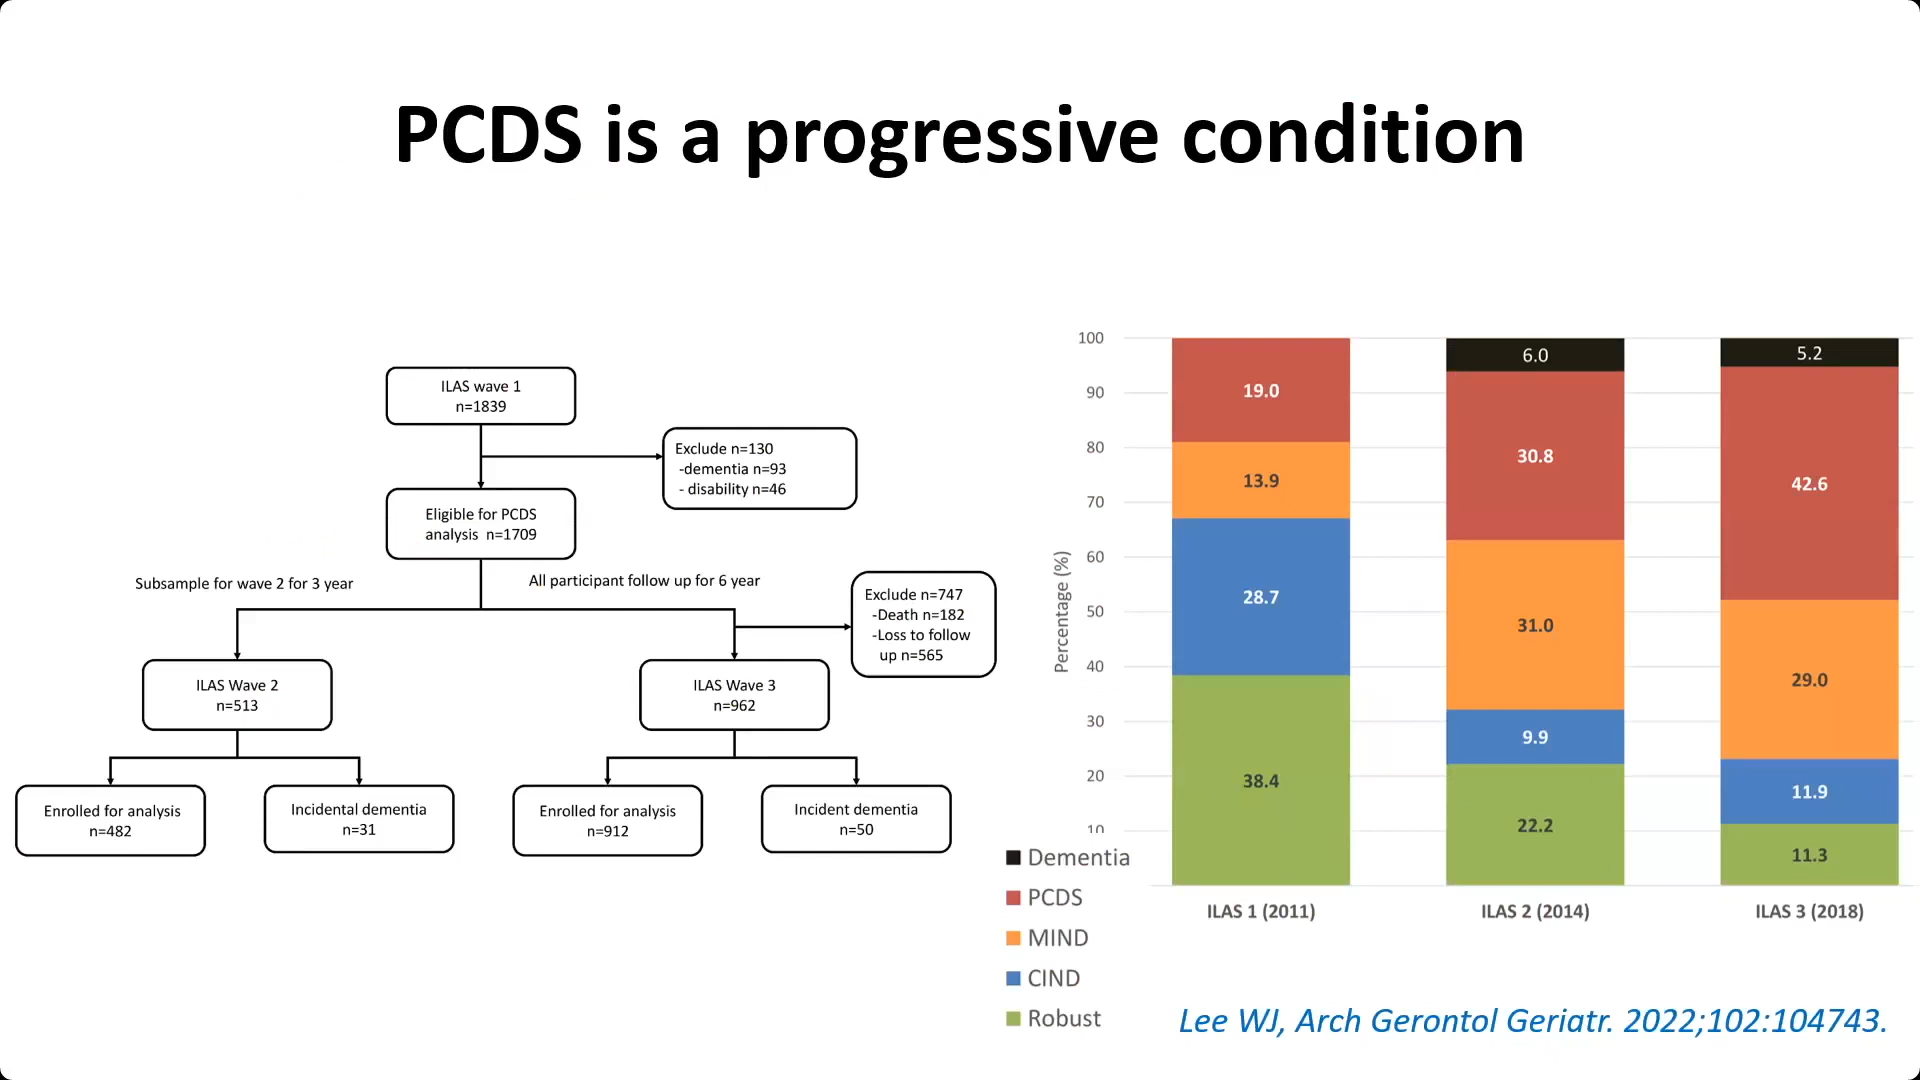 PCDS is a progressive condition
ILAS wave 1
n=1839
Exclude n=130
-dementia n=93
- disability n=46
Eligible for PCDS
analysis n=1709
Subsample for wave 2 for 3 year
All participant follow up for 6 year
Exclude n=747
-Death n=182
-Loss to follow
up n=565
ILAS Wave 2
n=513
ILAS Wave 3
n=962
Enrolled for analysis
n=482
Incidental dementia
n=31
Enrolled for analysis
n=912
Incident dementia
n=50
Percentage (%)
100
90
80
70
60
50
40
30
20
10
19.0
13.9
28.7
38.4
6.0
30.8
31.0
9.9
22.2
5.2
42.6
29.0
11.9
11.3
ILAS 1 (2011)
ILAS 2 (2014)
ILAS 3 (2018)
Dementia
PCDS
MIND
CIND
Robust
Lee WJ, Arch Gerontol Geriatr. 2022;102:104743.